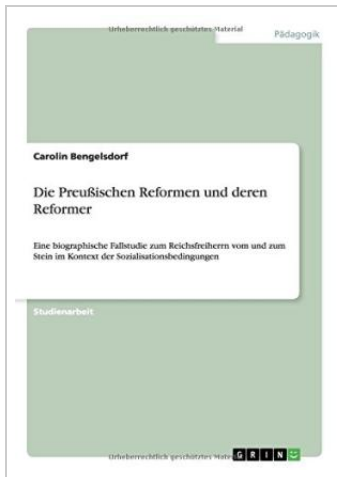 Urheberrechtlich geschütztes Material
Pädagogik
Carolin Bengelsdorf
Die Preußischen Reformen und deren
Reformer
Eine biographische Fallstudie zum Reichsfreiherrn vom und zum
Stein im Kontext der Sozialisationsbedingungen
Studienarbeit
Urheberrechtlich geschütztes Mate
GRIN